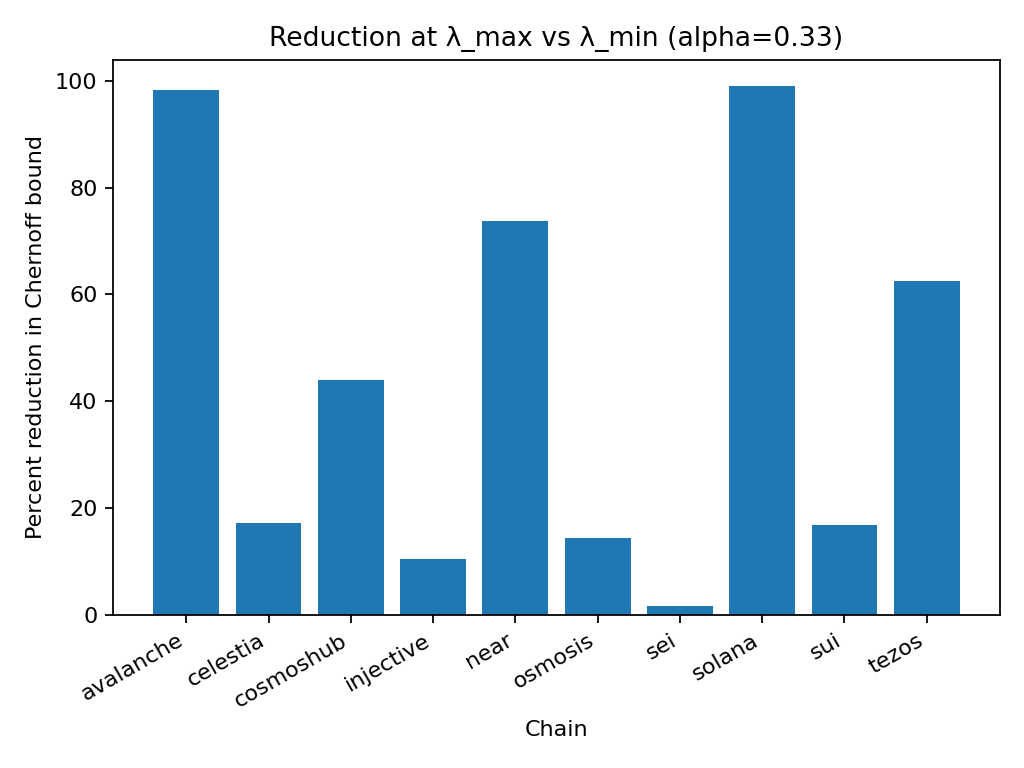 Reduction at λ_max vs λ_min (alpha=0.33)
Percent reduction in Chernoff bound
100
80
60
40
20
0
avalanche
celestia
cosmoshub
injective
near
osmosis
sei
solana
sui
tezos
Chain